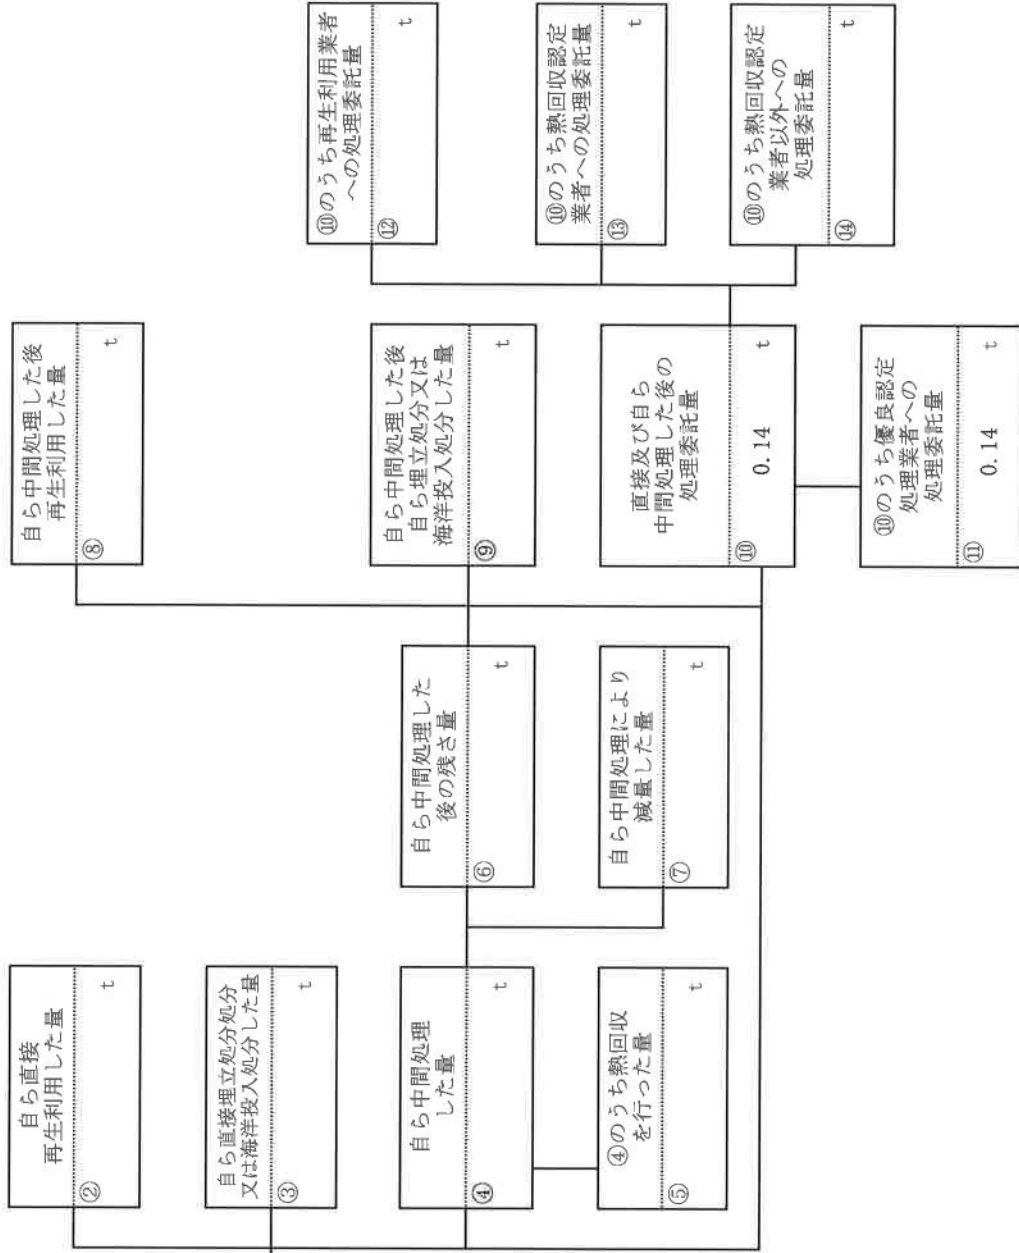 自ら直接
再生利用した量
② t
自ら直接埋立処分処分
又は海洋投入処分した量
③ t
自ら中間処理
した量
④ t
④のうち熱回収
を行った量
⑤ t
自ら中間処理した
後の残さ量
⑥ t
自ら中間処理により
減量した量
⑦ t
自ら中間処理した後
再生利用した量
⑧ t
自ら中間処理した後
自ら埋立処分又は
海洋投入処分した量
⑨ t
直接及び自ら
中間処理した後の
処理委託量
⑩ 0.14 t
⑩のうち優良認定
処理業者への
処理委託量
⑪ 0.14 t
⑩のうち再生利用業者
への処理委託量
⑫ t
⑩のうち熱回収認定
業者への処理委託量
⑬ t
⑩のうち熱回収認定
業者以外への
処理委託量
⑭ t